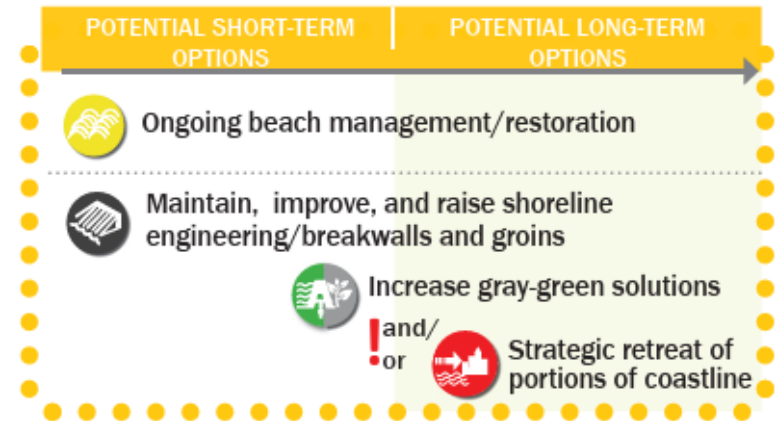 POTENTIAL SHORT-TERM
OPTIONS
POTENTIAL LONG-TERM
OPTIONS
Ongoing beach management/restoration
Maintain, improve, and raise shoreline
engineering/breakwalls and groins
Increase gray-green solutions
! and/
or
Strategic retreat of
portions of coastline